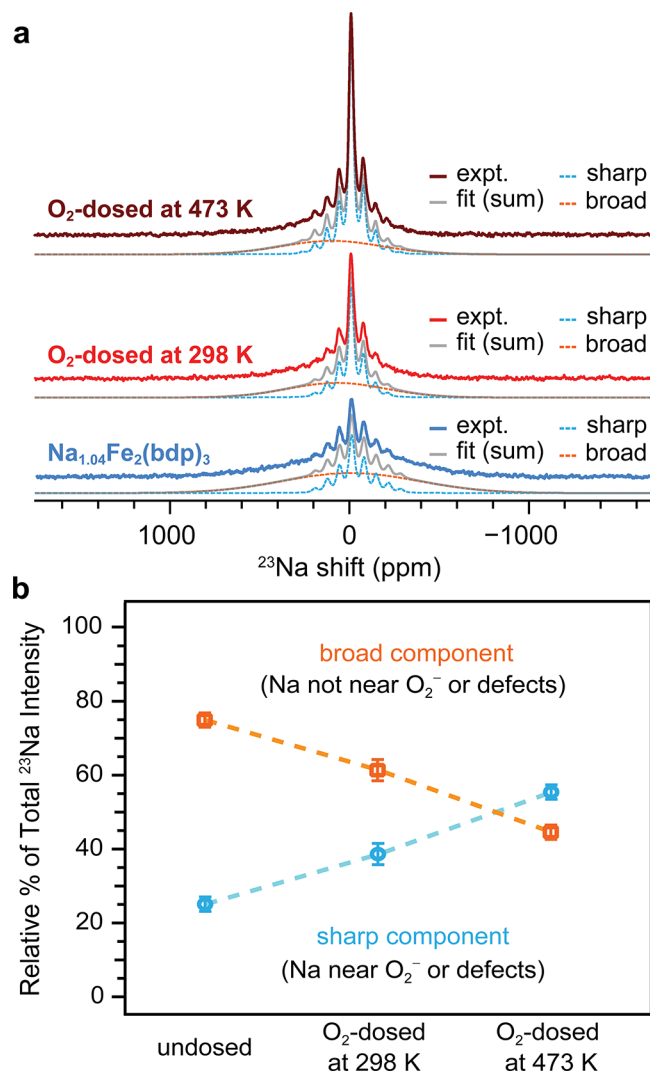 a
O₂-dosed at 473 K
expt.
sharp
fit (sum)
broad
O₂-dosed at 298 K
expt.
sharp
fit (sum)
broad
Na₁.₀₄Fe₂(bdp)₃
expt.
sharp
fit (sum)
broad
1000 0 −1000
²³Na shift (ppm)
b
Relative % of Total ²³Na Intensity
100
80
60
40
20
0
broad component
(Na not near O₂⁻ or defects)
sharp component
(Na near O₂⁻ or defects)
undosed
O₂-dosed
at 298 K
O₂-dosed
at 473 K